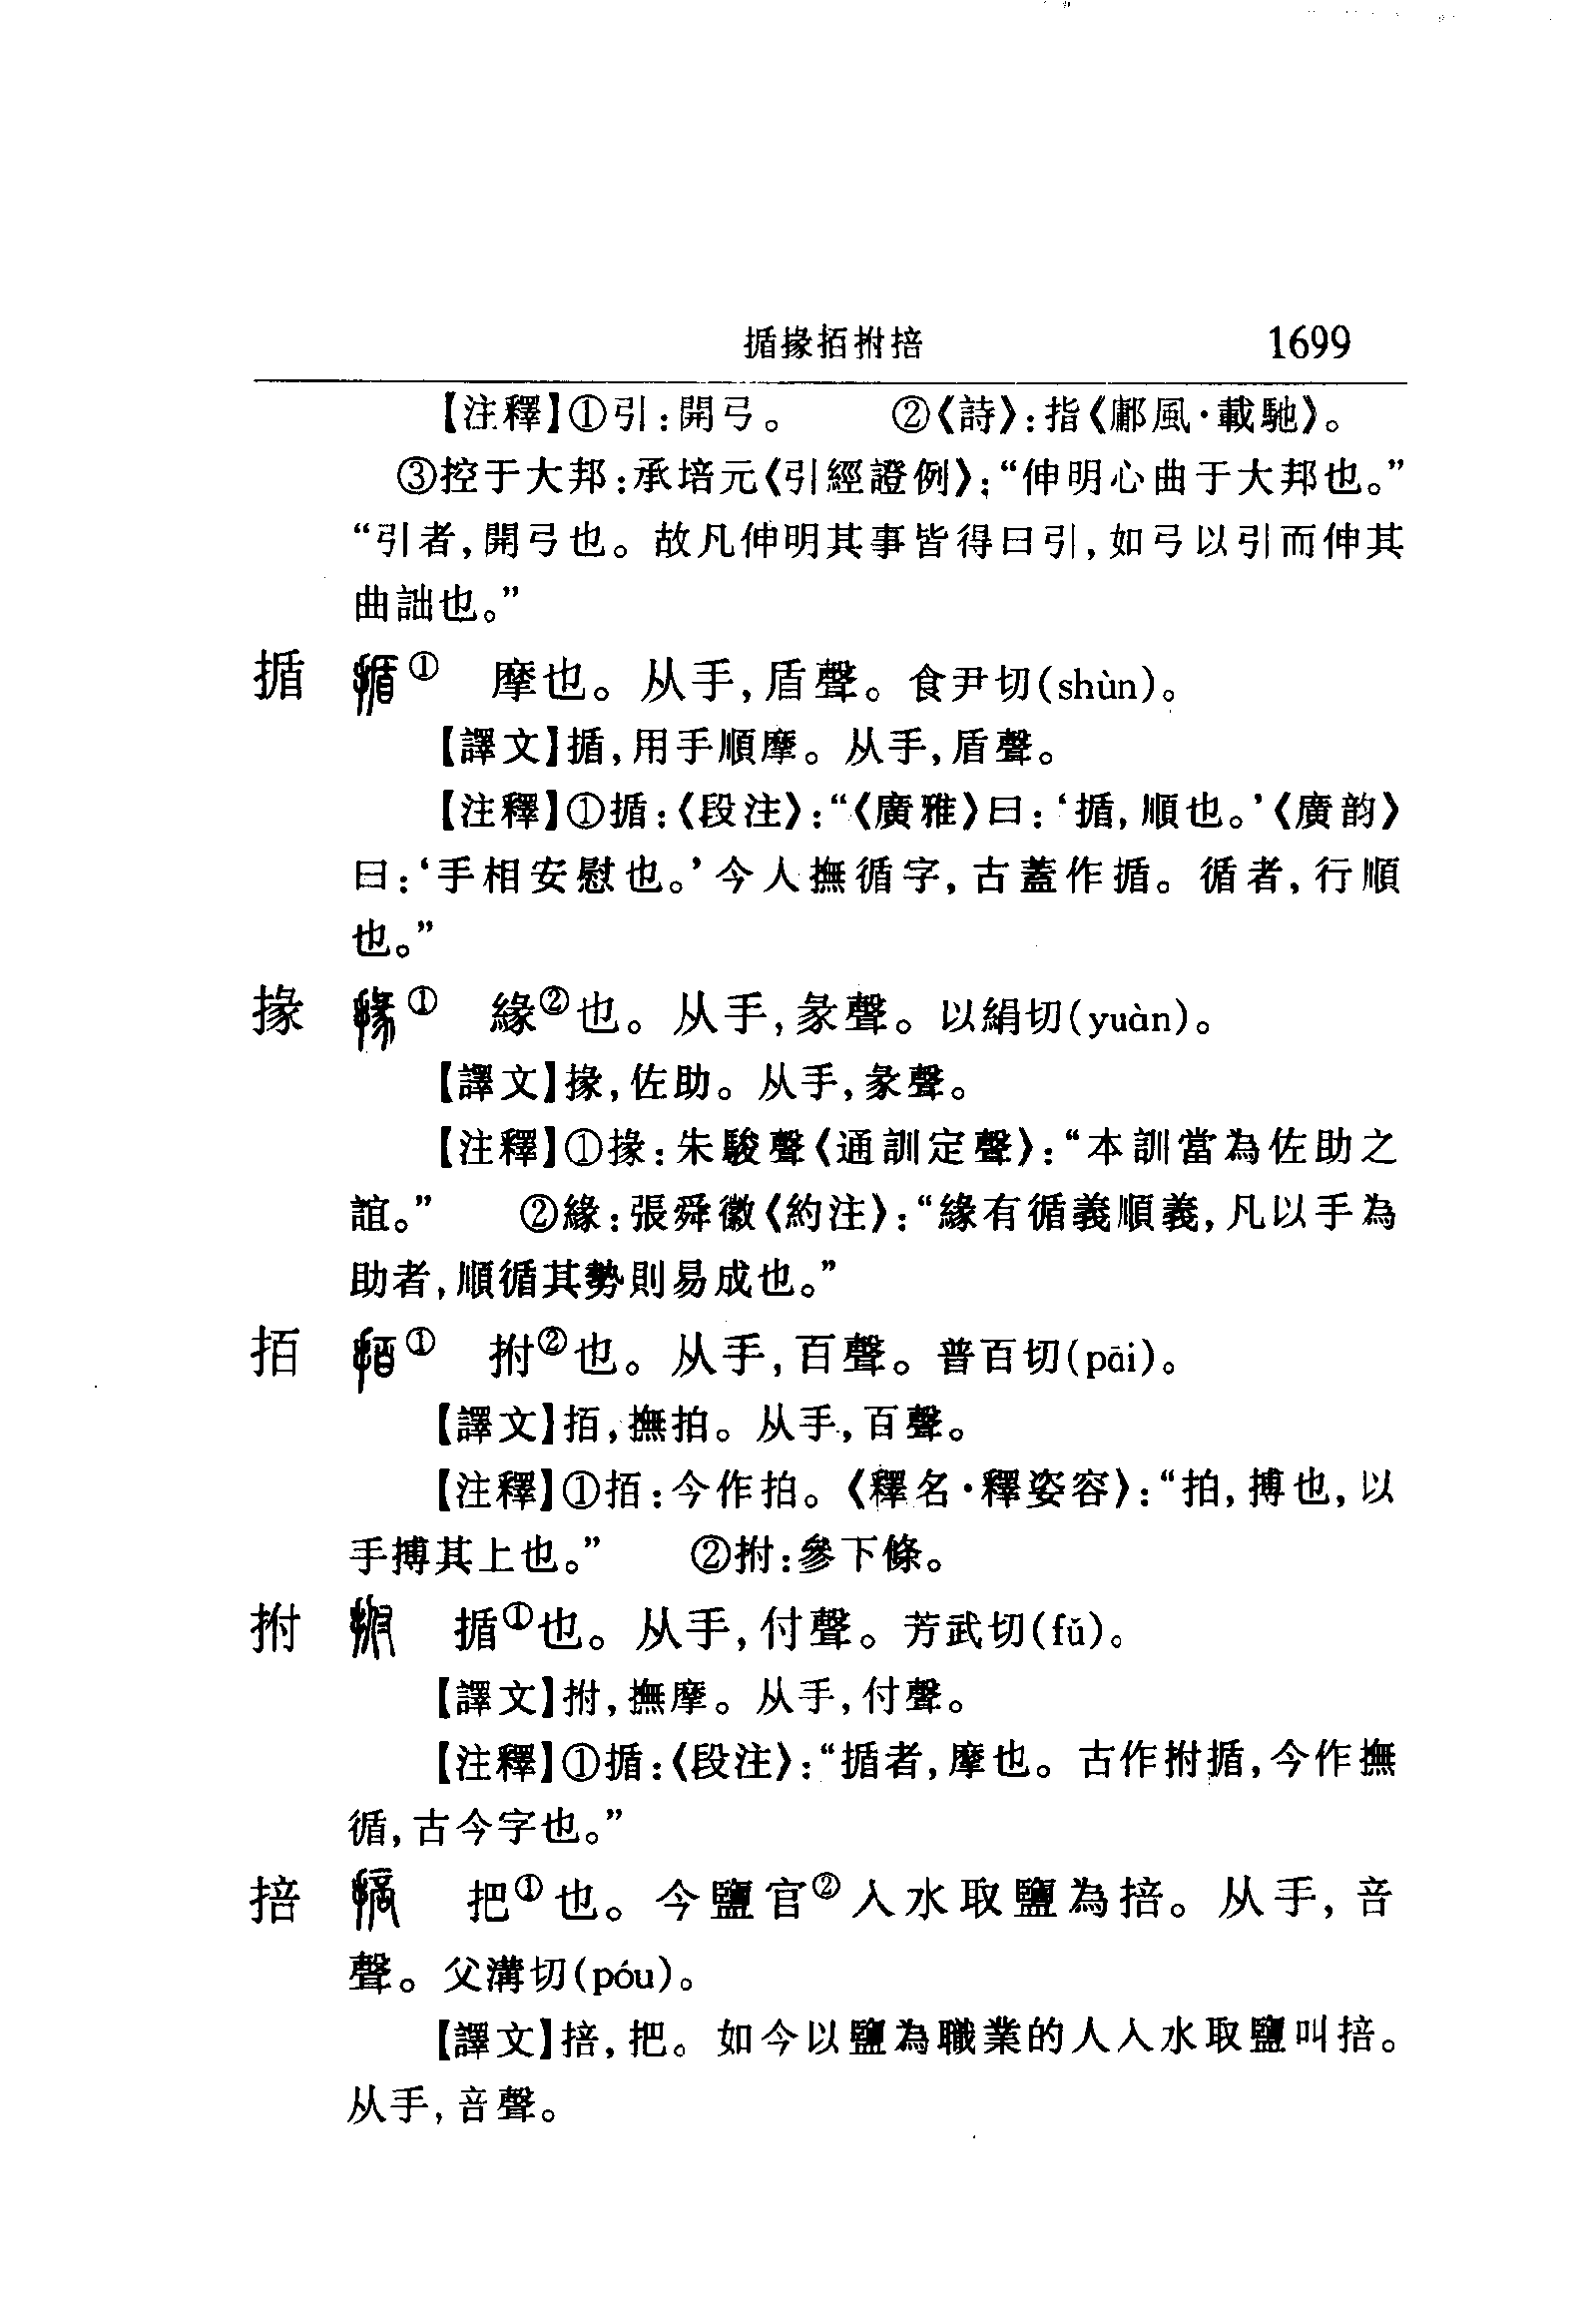 揗掾㧣拊掊 1699
【注釋】①引：開弓。 ②《詩》：指《鄘風·載馳》。
③控于大邦：承培元《引經證例》：“伸明心曲于大邦也。”
“引者，開弓也。故凡伸明其事皆得曰引，如弓以引而伸其
曲詘也。”
揗 ① 摩也。从手，盾聲。食尹切(shùn)。
【譯文】揗，用手順摩。从手，盾聲。
【注釋】①揗：《段注》：“《廣雅》曰：‘揗，順也。’《廣韵》
曰：‘手相安慰也。’今人撫循字，古蓋作揗。循者，行順
也。”
掾 ① 緣②也。从手，彖聲。以絹切(yuàn)。
【譯文】掾，佐助。从手，彖聲。
【注釋】①掾：朱駿聲《通訓定聲》：“本訓當為佐助之
誼。” ②緣：張舜徽《約注》：“緣有循義順義，凡以手為
助者，順循其勢則易成也。”
㧣 ① 拊②也。从手，百聲。普百切(pāi)。
【譯文】㧣，撫拍。从手，百聲。
【注釋】①㧣：今作拍。《釋名·釋姿容》：“拍，搏也，以
手搏其上也。” ②拊：參下條。
拊 揗①也。从手，付聲。芳武切(fǔ)。
【譯文】拊，撫摩。从手，付聲。
【注釋】①揗：《段注》：“揗者，摩也。古作拊揗，今作撫
循，古今字也。”
掊 把①也。今鹽官②入水取鹽為掊。从手，咅
聲。父溝切(póu)。
【譯文】掊，把。如今以鹽為職業的人入水取鹽叫掊。
从手，咅聲。